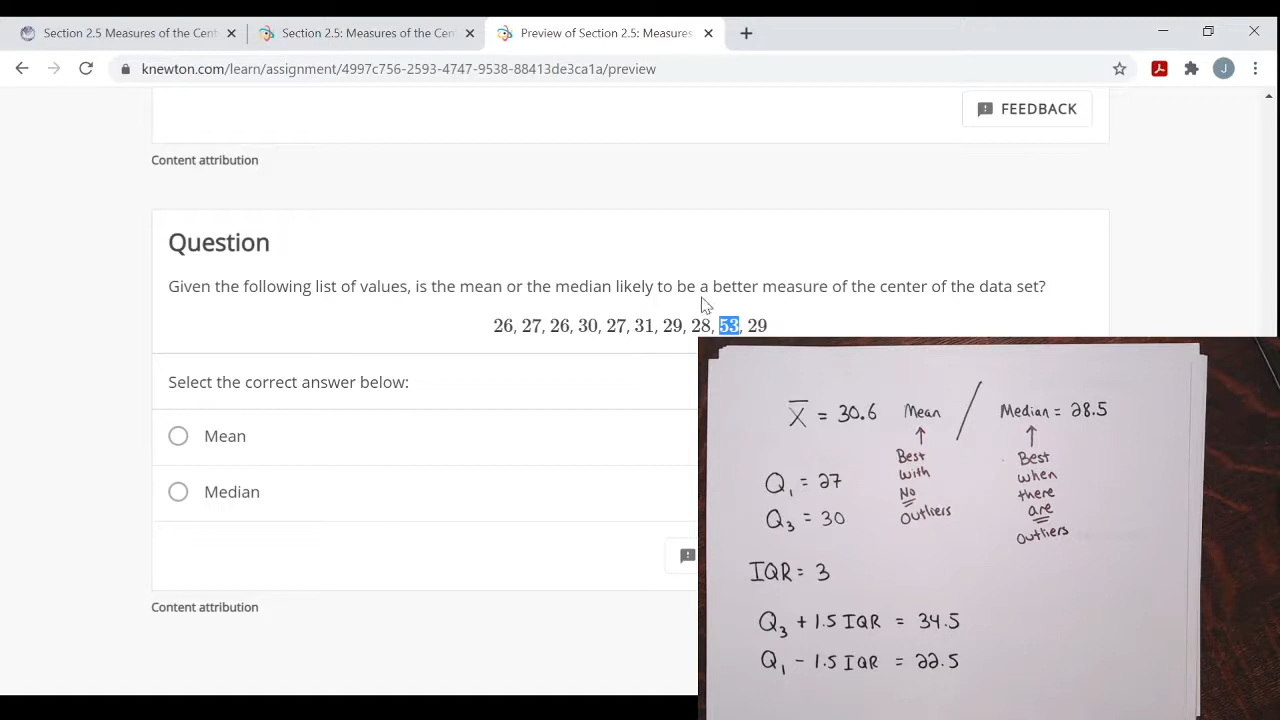 Section 2.5 Measures of the Cen
Section 2.5: Measures of the Cen
Preview of Section 2.5: Measures
knewton.com/learn/assignment/4997c756-2593-4747-9538-88413de3ca1a/preview
J
FEEDBACK
Content attribution
Question
Given the following list of values, is the mean or the median likely to be a better measure of the center of the data set?
26, 27, 26, 30, 27, 31, 29, 28, 53, 29
Select the correct answer below:
Mean
Median
Content attribution
X̄ = 30.6 Mean / Median = 28.5
Best with No outliers
Best when there are outliers
Q₁ = 27
Q₃ = 30
IQR = 3
Q₃ + 1.5 IQR = 34.5
Q₁ - 1.5 IQR = 22.5